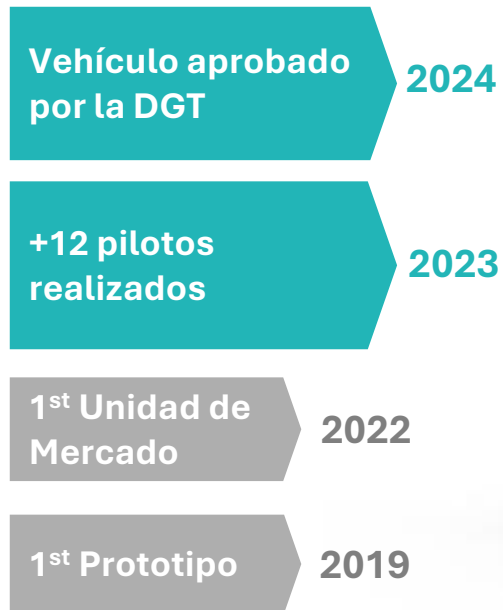 Vehículo aprobado
por la DGT
2024
+12 pilotos
realizados
2023
1st Unidad de
Mercado
2022
1st Prototipo
2019